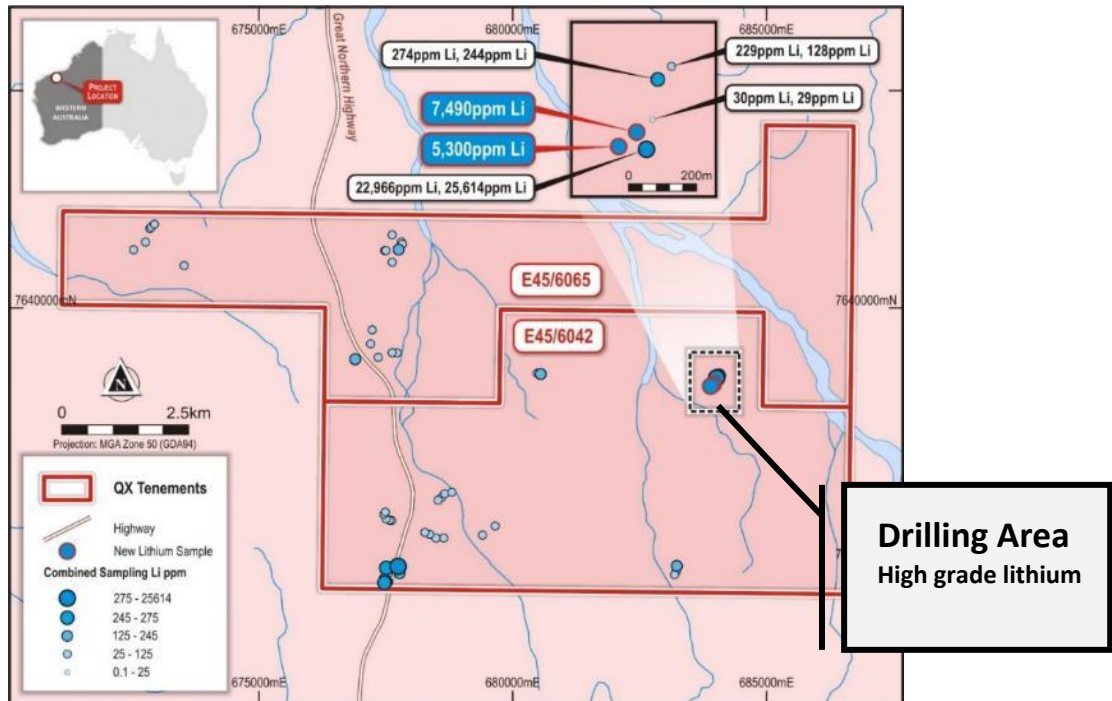 675000mE
680000mE
685000mE
Great Northern Highway
274ppm Li, 244ppm Li
229ppm Li, 128ppm Li
PROJECT
LOCATION
WESTERN
AUSTRALIA
7,490ppm Li
30ppm Li, 29ppm Li
5,300ppm Li
22,966ppm Li, 25,614ppm Li
0 200m
E45/6065
7640000mN
7640000mN
E45/6042
N
0 2.5km
Projection: MGA Zone 50 (GDA94)
QX Tenements
Highway
New Lithium Sample
Combined Sampling Li ppm
275 - 25614
245 - 275
125 - 245
25 - 125
0.1 - 25
Drilling Area
High grade lithium
675000mE
680000mE
685000mE